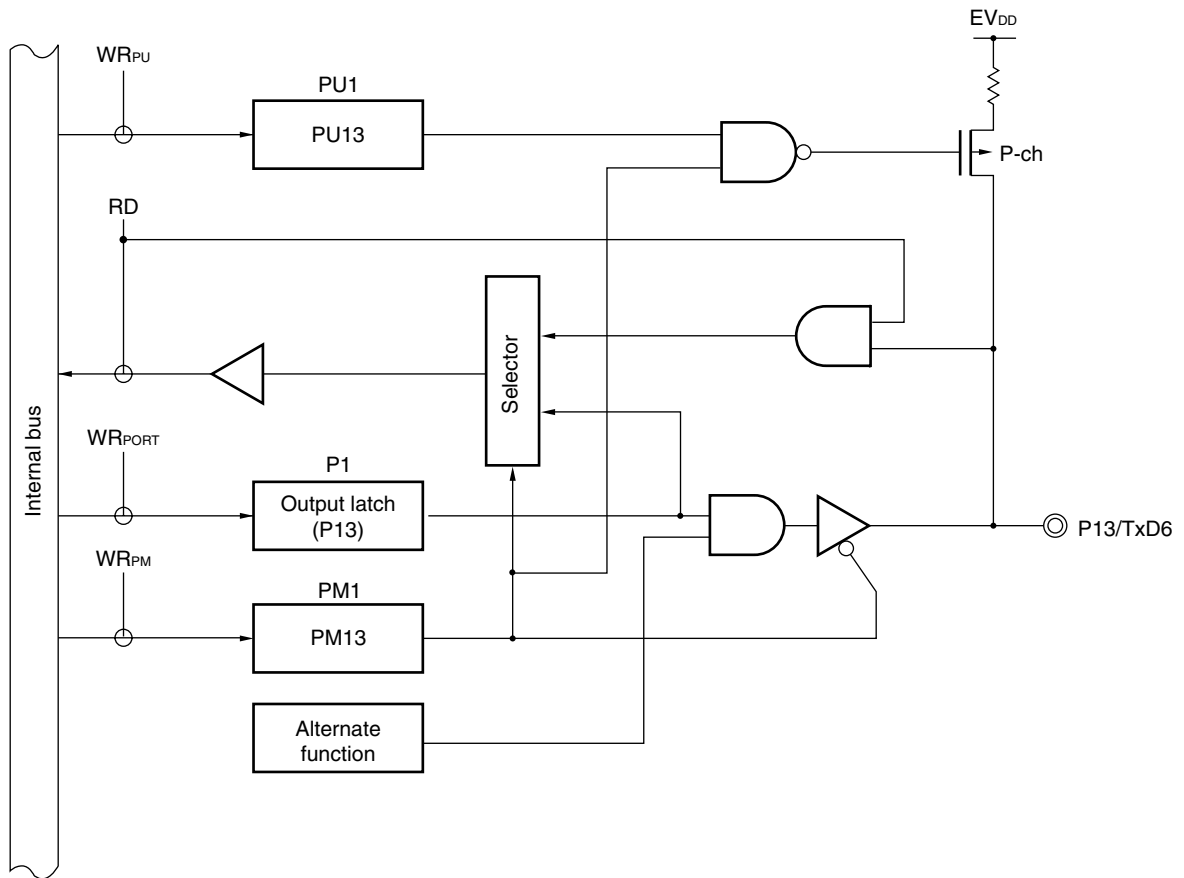 EVDD
WRPU
PU1
PU13
P-ch
RD
Selector
Internal bus
WRPORT
P1
Output latch
(P13)
P13/TxD6
WRPM
PM1
PM13
Alternate
function